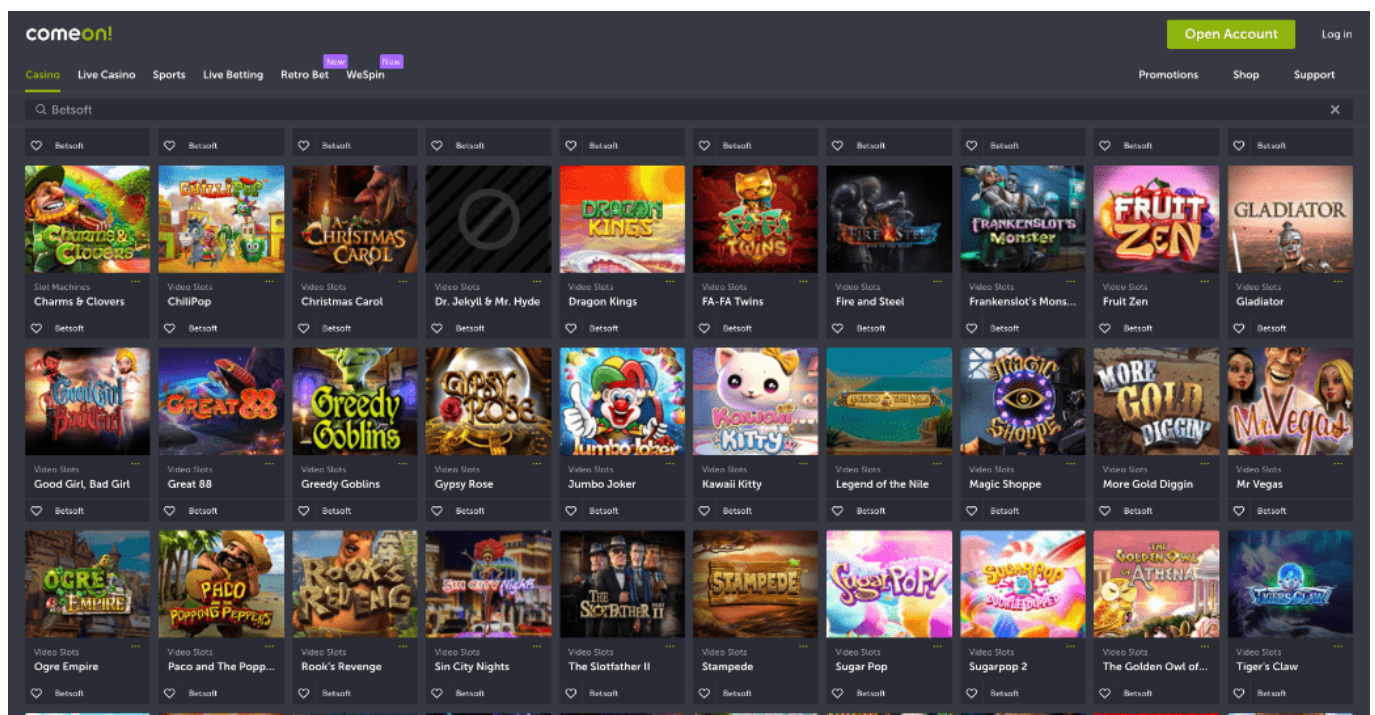 comeon!
Open Account
Log in
New New
Casino Live Casino Sports Live Betting Retro Bet WeSpin
Promotions Shop Support
Betsoft
Betsoft Betsoft Betsoft Betsoft Betsoft Betsoft Betsoft Betsoft Betsoft Betsoft
Charms & Clovers
CHILLIPOP
A CHRISTMAS CAROL
DRAGON KINGS
FA-FA TWINS
FIRE & STEEL
FRANKENSLOT'S MONSTER
FRUIT ZEN
GLADIATOR
Slot Machines Video Slots Video Slots Video Slots Video Slots Video Slots Video Slots Video Slots Video Slots Video Slots
Charms & Clovers ChiliPop Christmas Carol Dr. Jekyll & Mr. Hyde Dragon Kings FA-FA Twins Fire and Steel Frankenslot's Mons... Fruit Zen Gladiator
Betsoft Betsoft Betsoft Betsoft Betsoft Betsoft Betsoft Betsoft Betsoft Betsoft
Good Girl Bad Girl
GREAT 88
Greedy Goblins
GYPSY ROSE
Jumbo Joker
Kawaii KITTY
LEGEND OF THE NILE
MAGIC SHOPPE
MORE GOLD DIGGIN'
Mr.Vegas
Video Slots Video Slots Video Slots Video Slots Video Slots Video Slots Video Slots Video Slots Video Slots Video Slots
Good Girl, Bad Girl Great 88 Greedy Goblins Gypsy Rose Jumbo Joker Kawaii Kitty Legend of the Nile Magic Shoppe More Gold Diggin Mr Vegas
Betsoft Betsoft Betsoft Betsoft Betsoft Betsoft Betsoft Betsoft Betsoft Betsoft
OGRE EMPIRE
PACO POPPING PEPPERS
ROOK'S REVENGE
SIN CITY Nights
THE SLOTFATHER PART II
STAMPEDE
SugarPOP!
SUGARPOP 2 DOUBLE DIPPED
THE GOLDEN OWL OF ATHENA
TIGER'S CLAW
Video Slots Video Slots Video Slots Video Slots Video Slots Video Slots Video Slots Video Slots Video Slots Video Slots
Ogre Empire Paco and The Popp... Rook's Revenge Sin City Nights The Slotfather II Stampede Sugar Pop Sugarpop 2 The Golden Owl of... Tiger's Claw
Betsoft Betsoft Betsoft Betsoft Betsoft Betsoft Betsoft Betsoft Betsoft Betsoft